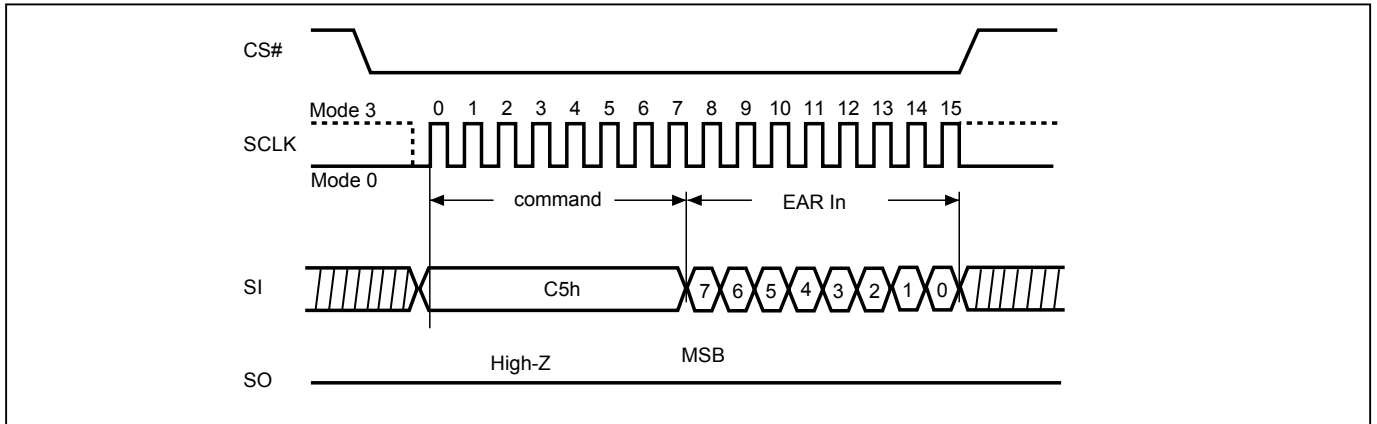 CS#
Mode 3
0 1 2 3 4 5 6 7 8 9 10 11 12 13 14 15
SCLK
Mode 0
command
EAR In
SI
C5h
7 6 5 4 3 2 1 0
High-Z
MSB
SO